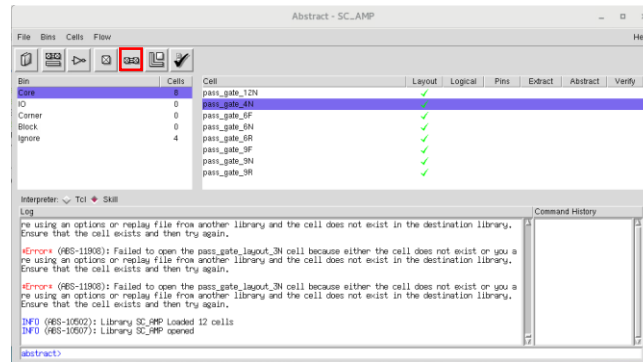 Abstract - SC_AMP
File Bins Cells Flow He
Bin Cells
Core 8
IO 0
Corner 0
Block 0
Ignore 4
Cell Layout Logical Pins Extract Abstract Verify
pass_gate_12N
pass_gate_4N
pass_gate_6F
pass_gate_6N
pass_gate_6R
pass_gate_9F
pass_gate_9N
pass_gate_9R
Interpreter: Tcl Skill
Log
re using an options or replay file from another library and the cell does not exist in the destination library.
Ensure that the cell exists and then try again.
*Error* (ABS-11908): Failed to open the pass_gate_layout_3N cell because either the cell does not exist or you a
re using an options or replay file from another library and the cell does not exist in the destination library.
Ensure that the cell exists and then try again.
*Error* (ABS-11908): Failed to open the pass_gate_layout_3N cell because either the cell does not exist or you a
re using an options or replay file from another library and the cell does not exist in the destination library.
Ensure that the cell exists and then try again.
INFO (ABS-10502): Library SC_AMP Loaded 12 cells
INFO (ABS-10507): Library SC_AMP opened
Command History
abstract>